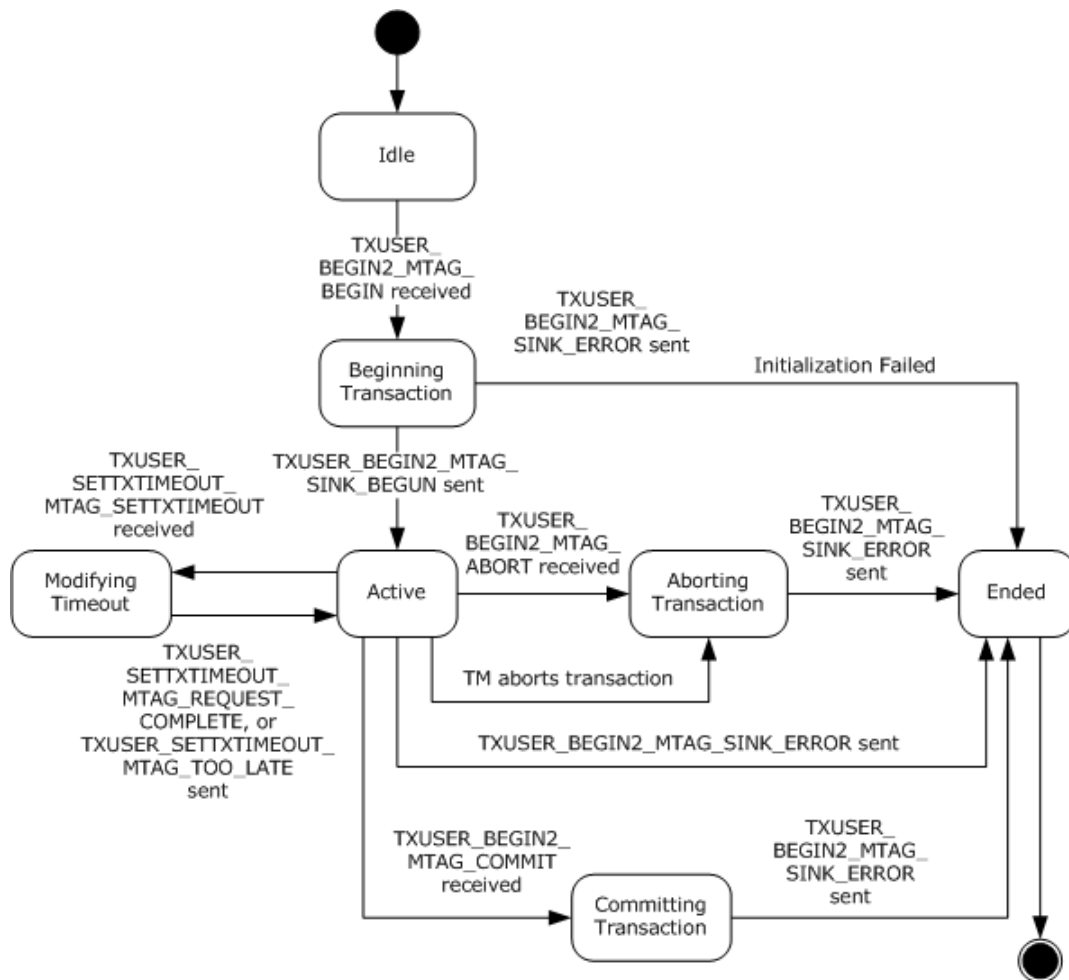 Idle
TXUSER_
BEGIN2_MTAG_
BEGIN received
TXUSER_
BEGIN2_MTAG_
SINK_ERROR sent
Beginning
Transaction
Initialization Failed
TXUSER_BEGIN2_MTAG_
SINK_BEGUN sent
TXUSER_
SETTXTIMEOUT_
MTAG_SETTXTIMEOUT
received
TXUSER_
BEGIN2_MTAG_
ABORT received
TXUSER_
BEGIN2_MTAG_
SINK_ERROR
sent
Modifying
Timeout
Active
Aborting
Transaction
Ended
TXUSER_
SETTXTIMEOUT_
MTAG_REQUEST_
COMPLETE, or
TXUSER_SETTXTIMEOUT_
MTAG_TOO_LATE
sent
TM aborts transaction
TXUSER_BEGIN2_MTAG_SINK_ERROR sent
TXUSER_BEGIN2_
MTAG_COMMIT
received
TXUSER_
BEGIN2_MTAG_
SINK_ERROR
sent
Committing
Transaction